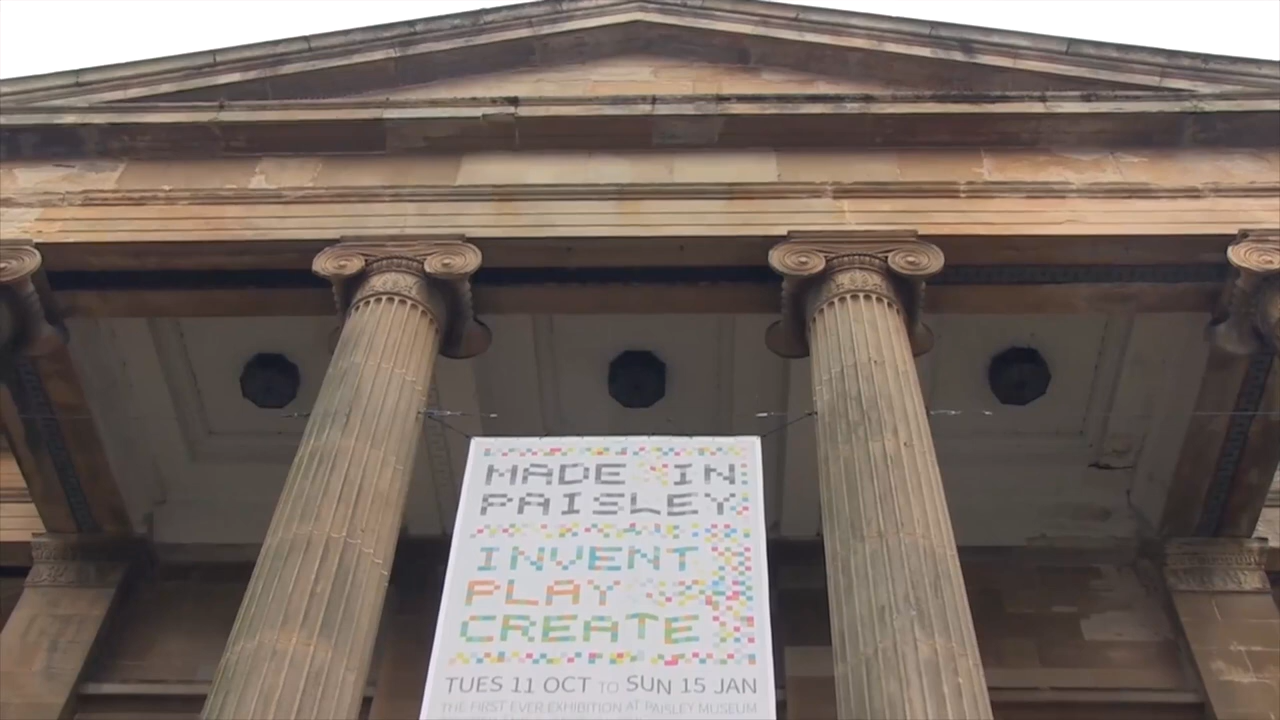 MADE IN
PAISLEY
INVENT
PLAY
CREATE
TUES 11 OCT TO SUN 15 JAN
THE FIRST EVER EXHIBITION AT PAISLEY MUSEUM